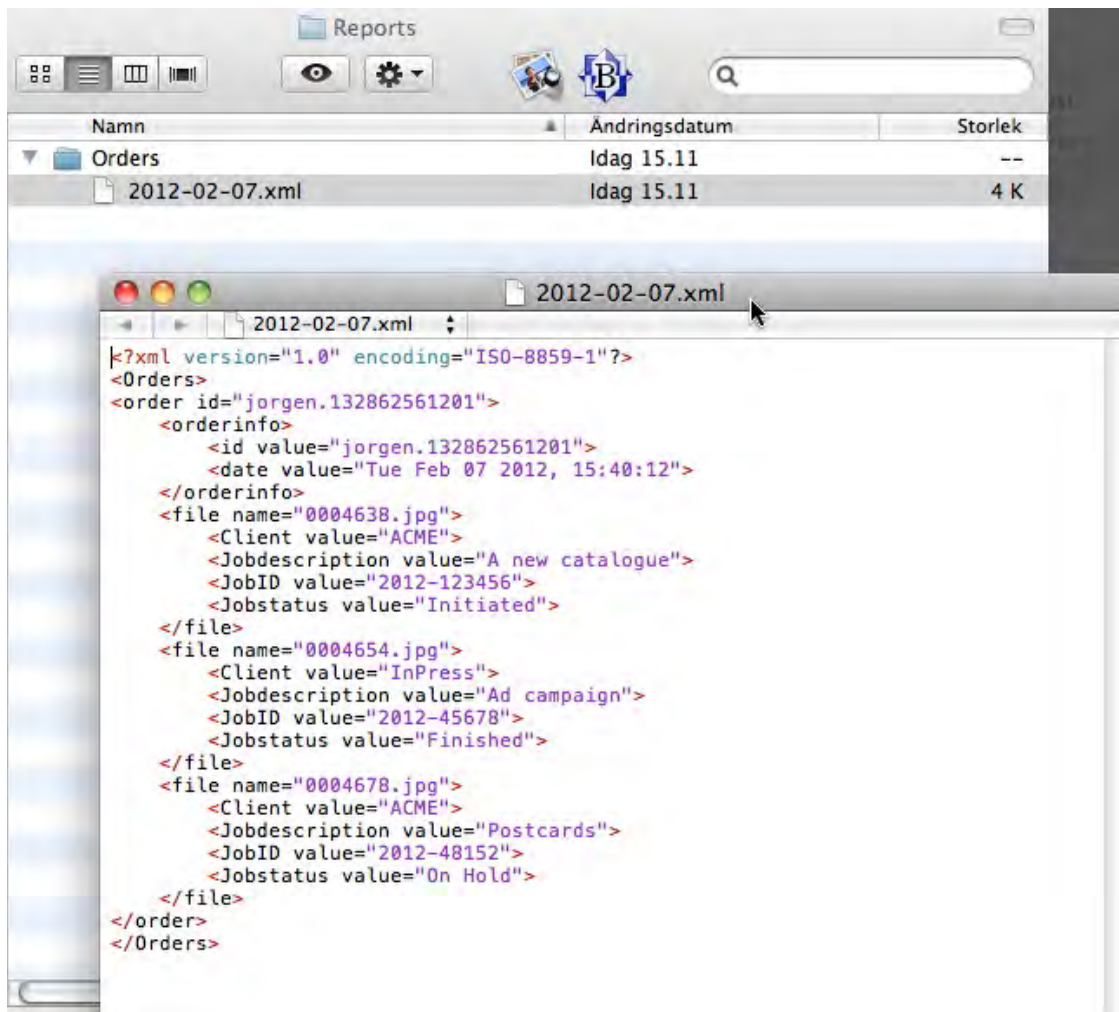 Reports
B
Namn Ändringsdatum Storlek
Orders Idag 15.11 --
2012-02-07.xml Idag 15.11 4 K
2012-02-07.xml
2012-02-07.xml
<?xml version="1.0" encoding="ISO-8859-1"?>
<Orders>
<order id="jorgen.132862561201">
<orderinfo>
<id value="jorgen.132862561201">
<date value="Tue Feb 07 2012, 15:40:12">
</orderinfo>
<file name="0004638.jpg">
<Client value="ACME">
<Jobdescription value="A new catalogue">
<JobID value="2012-123456">
<Jobstatus value="Initiated">
</file>
<file name="0004654.jpg">
<Client value="InPress">
<Jobdescription value="Ad campaign">
<JobID value="2012-45678">
<Jobstatus value="Finished">
</file>
<file name="0004678.jpg">
<Client value="ACME">
<Jobdescription value="Postcards">
<JobID value="2012-48152">
<Jobstatus value="On Hold">
</file>
</order>
</Orders>